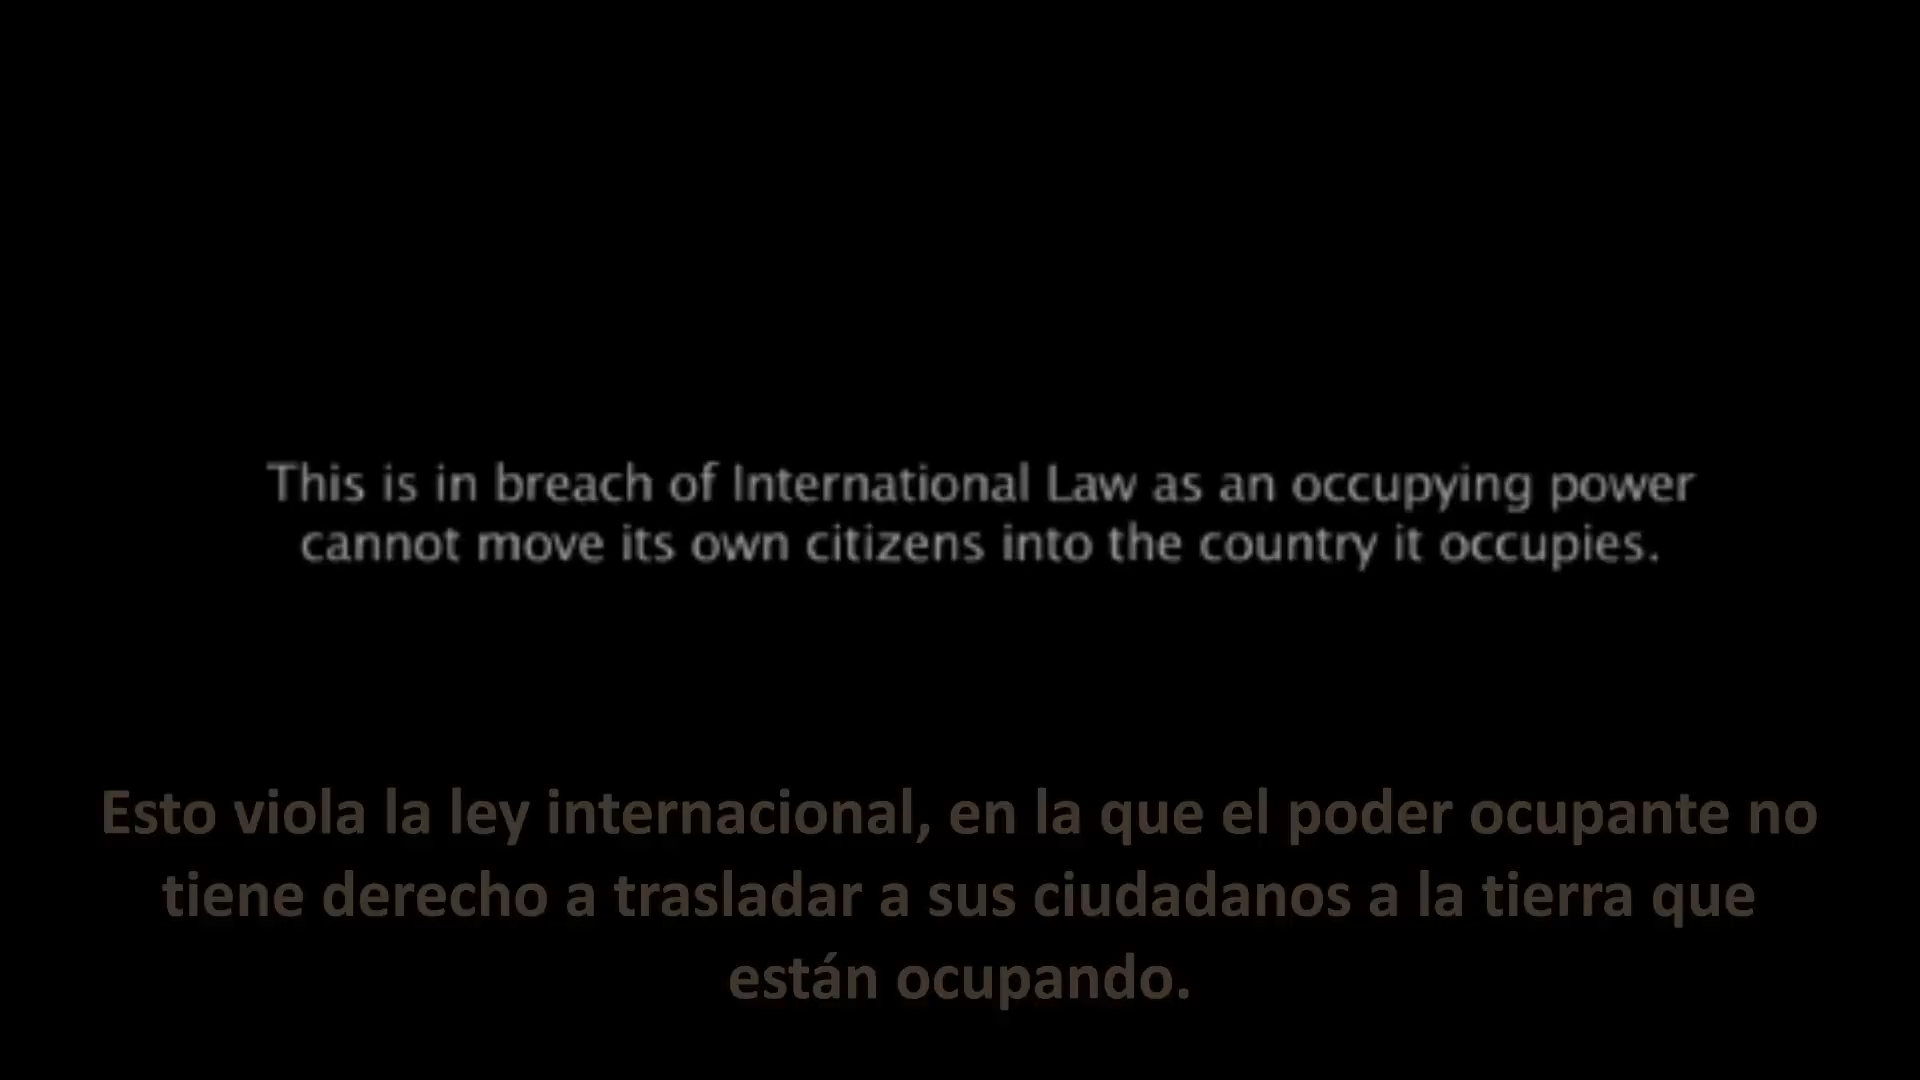 This is in breach of International Law as an occupying power
cannot move its own citizens into the country it occupies.
Esto viola la ley internacional, en la que el poder ocupante no
tiene derecho a trasladar a sus ciudadanos a la tierra que
están ocupando.